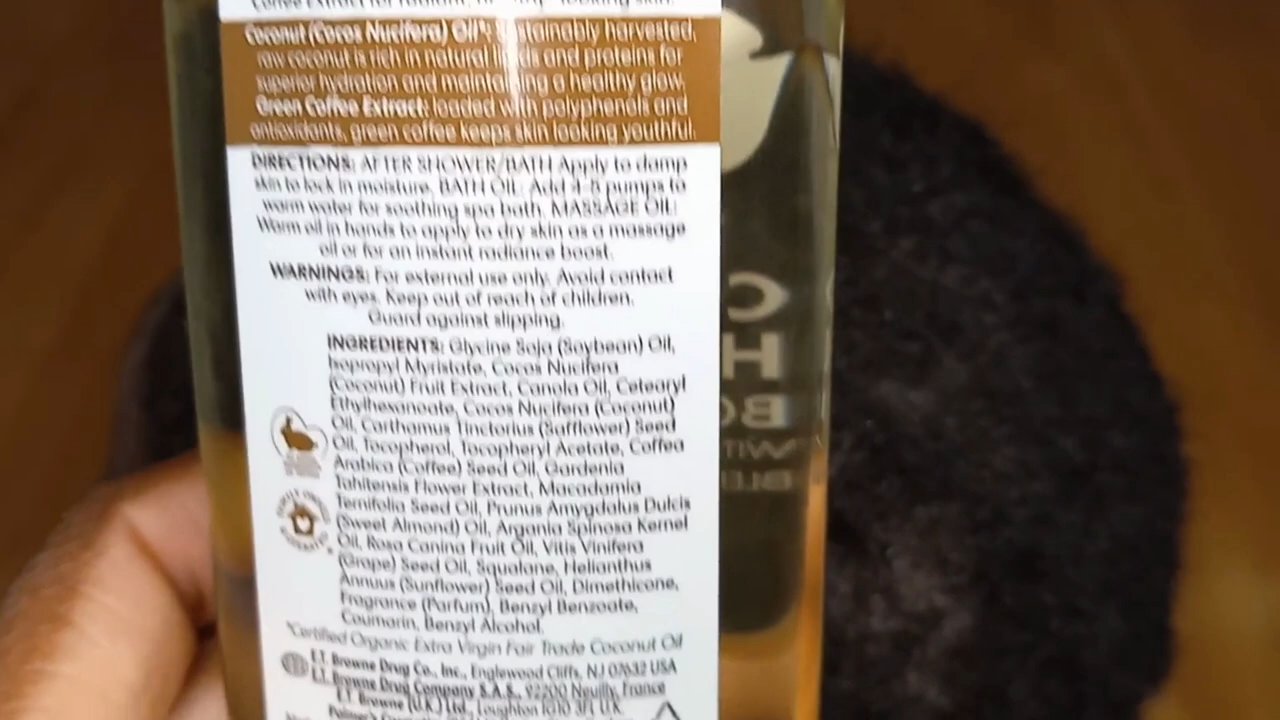 Coconut (Cocos Nucifera) Oil*: Sustainably harvested,
raw coconut is rich in natural lipids and proteins for
superior hydration and maintaining a healthy glow.
Green Coffee Extract: loaded with polyphenols and
antioxidants, green coffee keeps skin looking youthful.
DIRECTIONS: AFTER SHOWER/BATH Apply to damp
skin to lock in moisture. BATH OIL: Add 4-8 pumps to
warm water for soothing spa bath. MASSAGE OIL:
Warm oil in hands to apply to dry skin as a massage
oil or for an instant radiance boost.
WARNINGS: For external use only. Avoid contact
with eyes. Keep out of reach of children.
Guard against slipping.
INGREDIENTS: Glycine Soja (Soybean) Oil,
Isopropyl Myristate, Cocos Nucifera
(Coconut) Fruit Extract, Canola Oil, Cetearyl
Ethylhexanoate, Cocos Nucifera (Coconut)
Oil, Carthamus Tinctorius (Safflower) Seed
Oil, Tocopherol, Tocopheryl Acetate, Coffea
Arabica (Coffee) Seed Oil, Gardenia
Tahitensis Flower Extract, Macadamia
Ternifolia Seed Oil, Prunus Amygdalus Dulcis
(Sweet Almond) Oil, Argania Spinosa Kernel
Oil, Rosa Canina Fruit Oil, Vitis Vinifera
(Grape) Seed Oil, Squalane, Helianthus
Annuus (Sunflower) Seed Oil, Dimethicone,
Fragrance (Parfum), Benzyl Benzoate,
Coumarin, Benzyl Alcohol.
*Certified Organic Extra Virgin Fair Trade Coconut Oil
E.T. Browne Drug Co., Inc., Englewood Cliffs, NJ 07632 USA
E.T. Browne Drug Company S.A.S., 92200 Neuilly, France
E.T. Browne (U.K.) Ltd., Loughton IG10 3FL U.K.